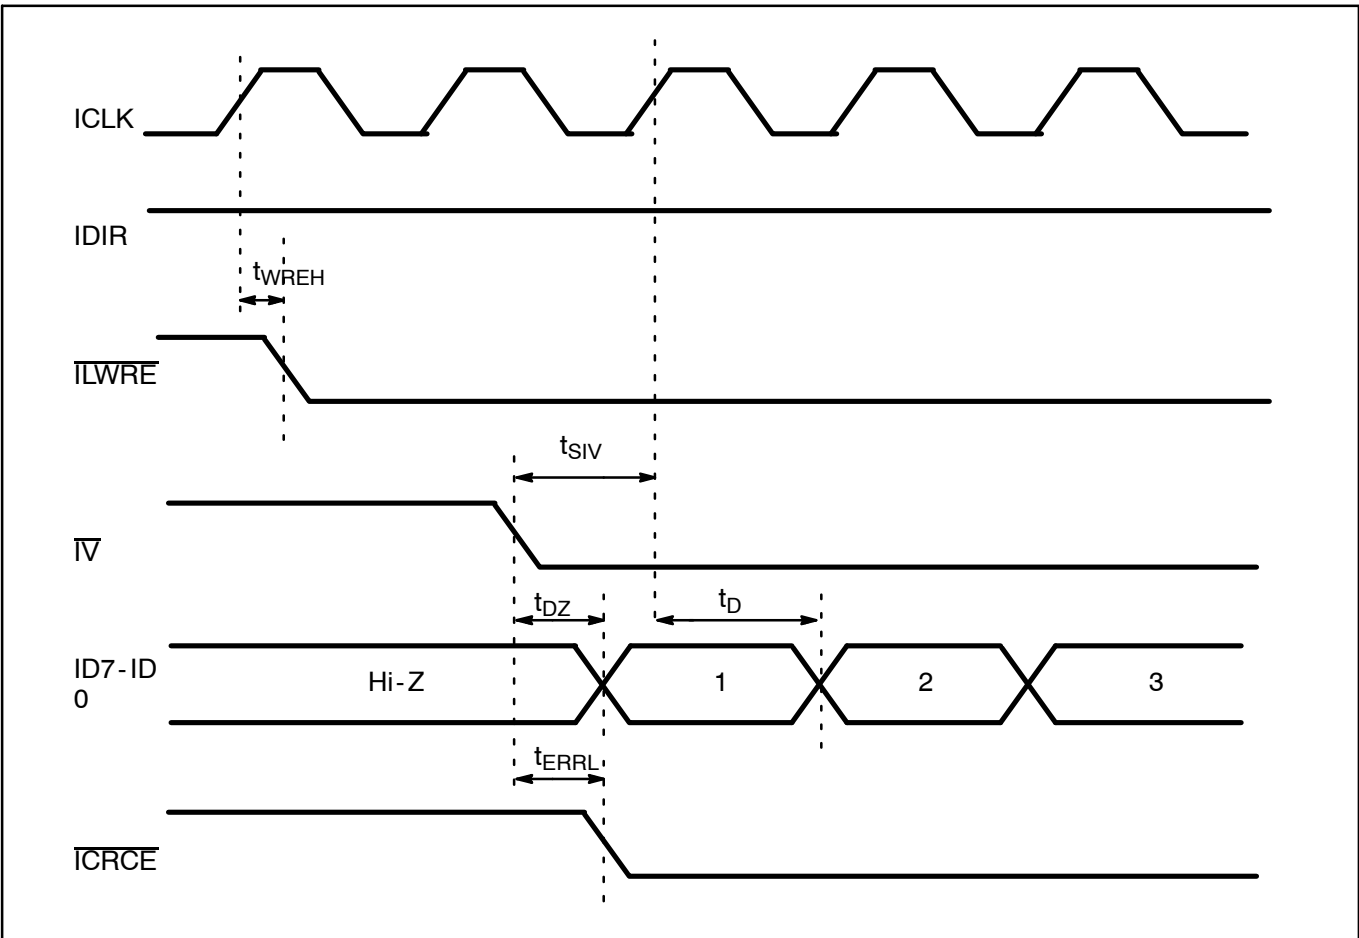 ICLK
IDIR
tWREH
ILWRE
tSIV
IV
tDZ
tD
ID7-ID
0
Hi-Z
1
2
3
tERRL
ICRCE